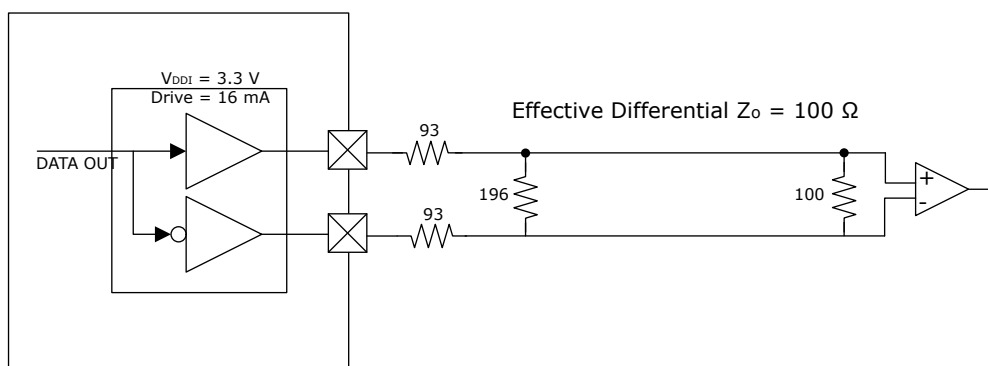 VDDI = 3.3 V
Drive = 16 mA
Effective Differential Zo = 100 Ω
93
DATA OUT
196
100
+
-
93